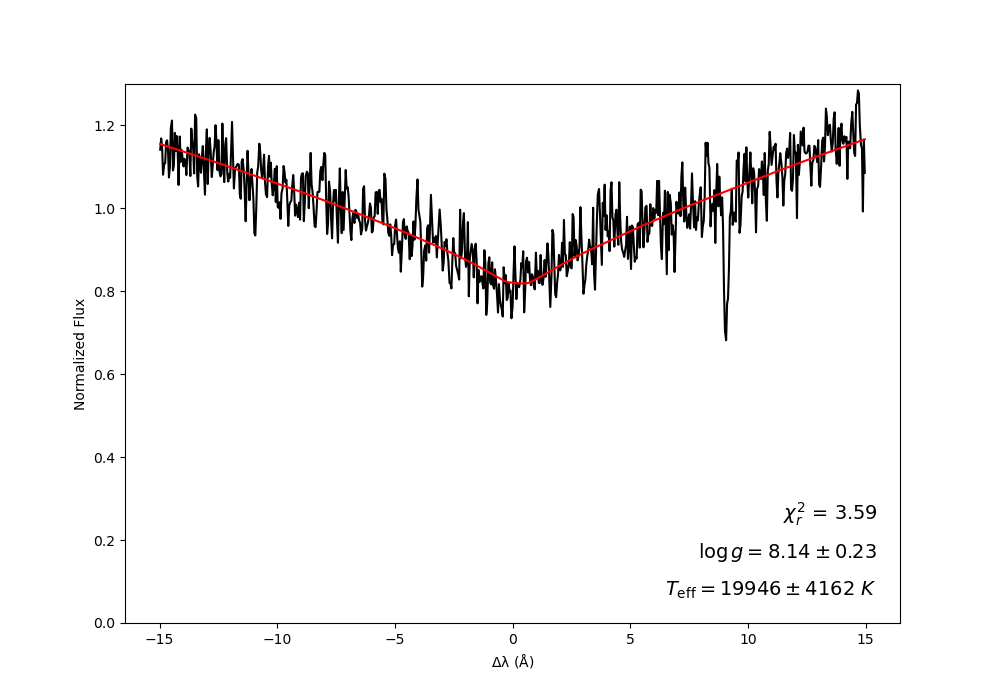 1.2
1.0
0.8
0.6
0.4
0.2
0.0
Normalized Flux
χ²ᵣ = 3.59
log g = 8.14 ± 0.23
T_eff = 19946 ± 4162 K
−15 −10 −5 0 5 10 15
Δλ (Å)